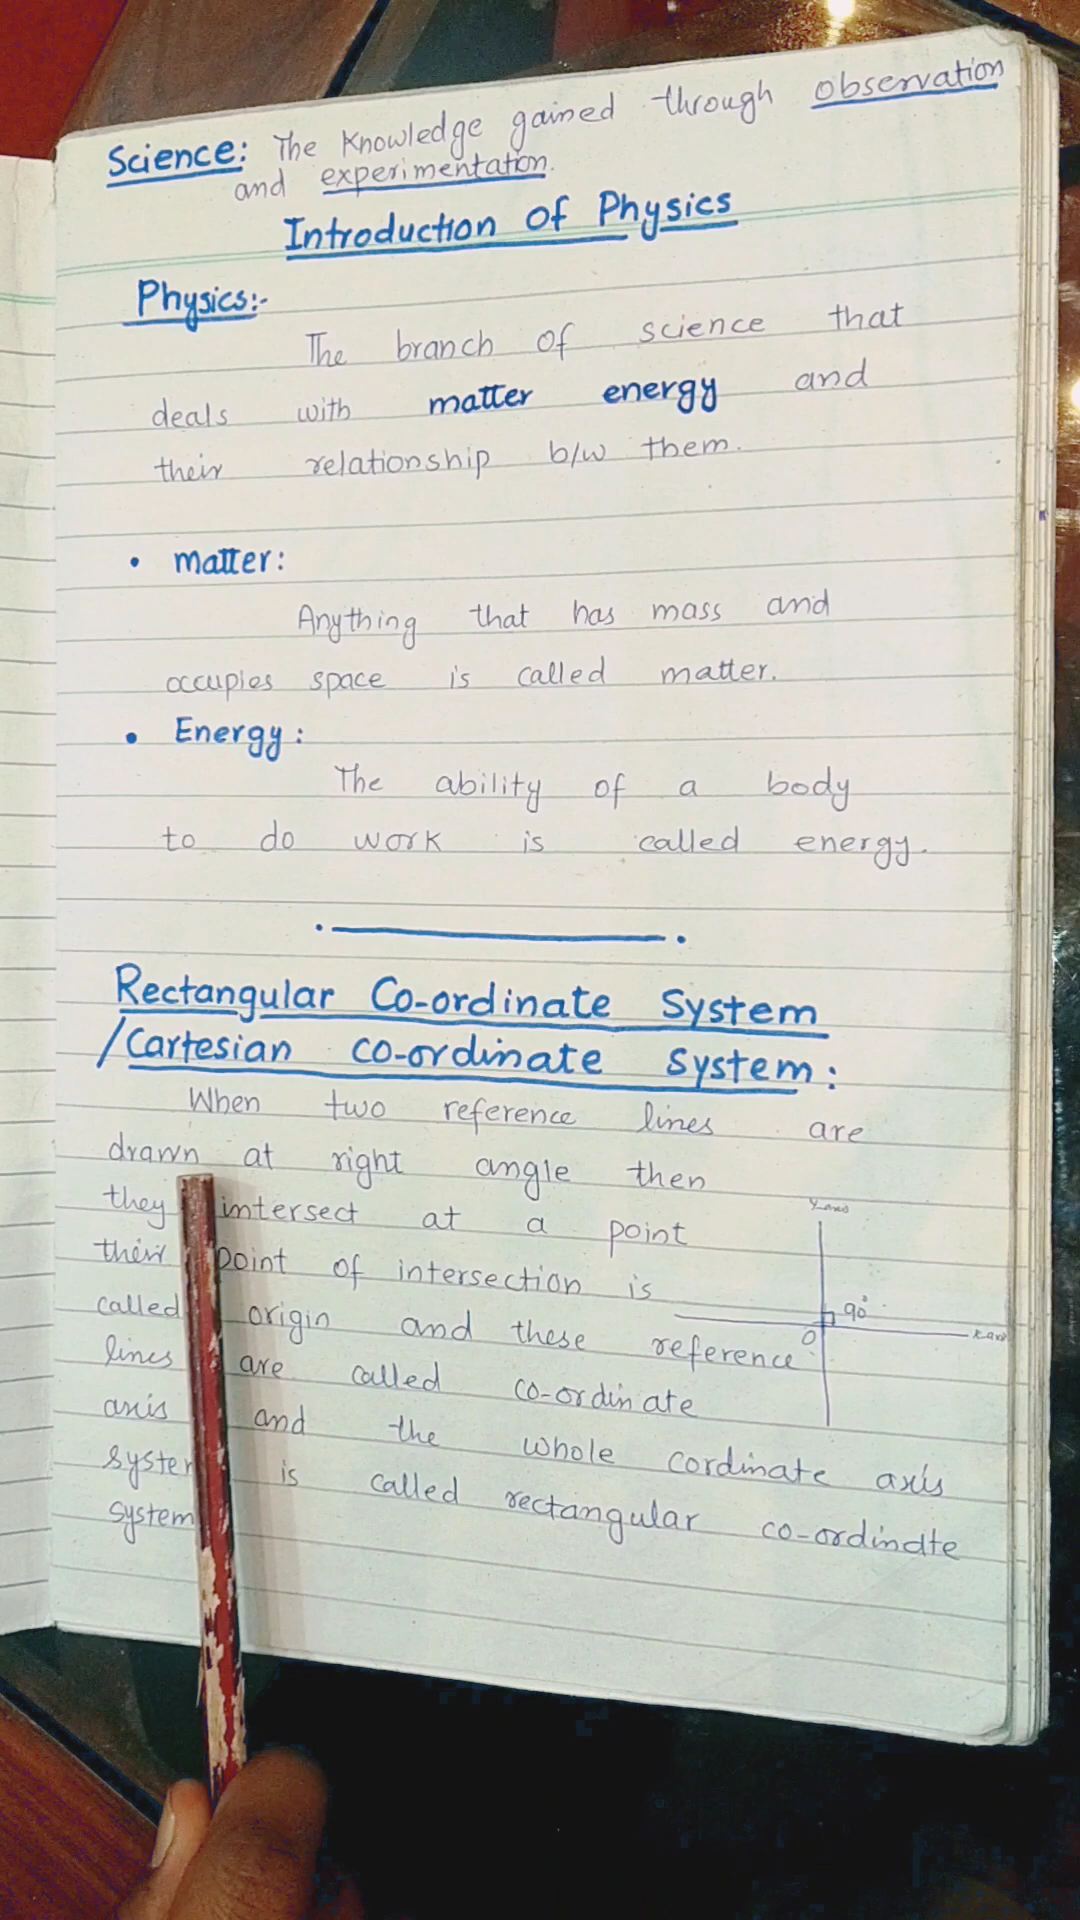 Science: The Knowledge gained through observation
and experimentation.
Introduction Of Physics
Physics:-
The branch of science that
deals with matter energy and
their relationship b/w them.
• matter:
Anything that has mass and
occupies space is called matter.
• Energy:
The ability of a body
to do work is called energy.
Rectangular Co-ordinate System
/Cartesian co-ordinate system:
When two reference lines are
drawn at right angle then
they intersect at a point
their point of intersection is
called origin and these reference
lines are called co-ordinate
axis and the whole cordinate axis
system is called rectangular co-ordinate
system
Y-axis
90°
O
x-axis